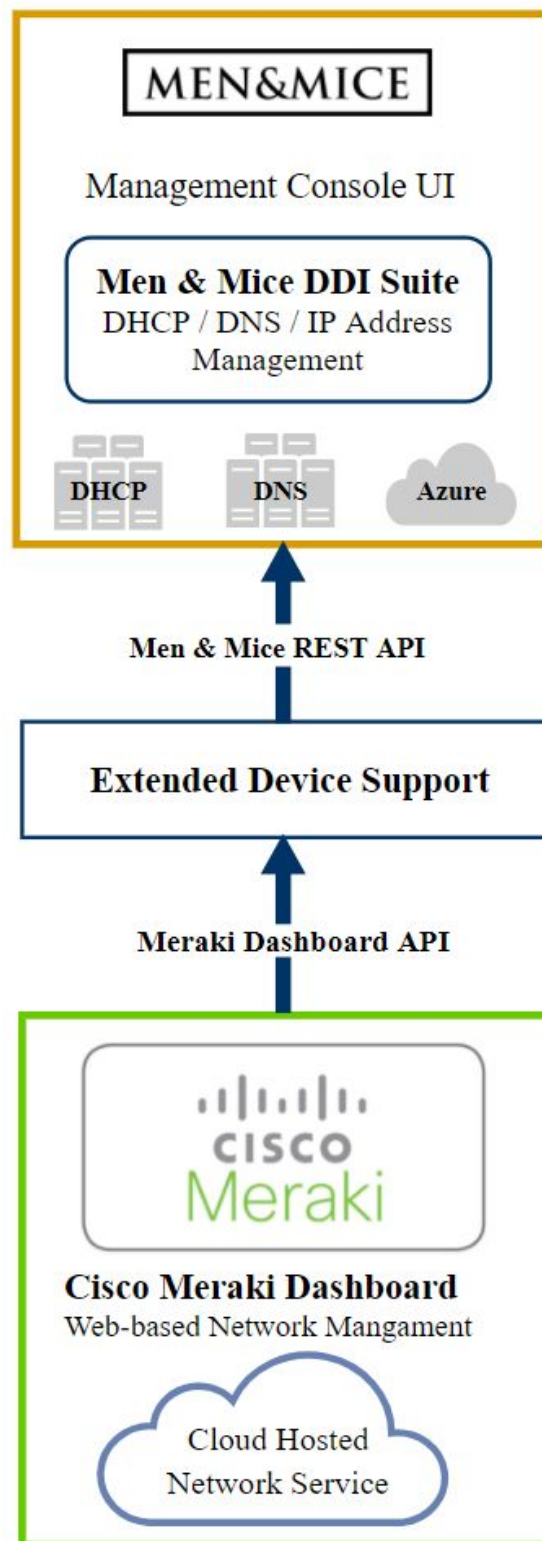 MEN&MICE
Management Console UI
Men & Mice DDI Suite
DHCP / DNS / IP Address
Management
DHCP
DNS
Azure
Men & Mice REST API
Extended Device Support
Meraki Dashboard API
CISCO
Meraki
Cisco Meraki Dashboard
Web-based Network Mangament
Cloud Hosted
Network Service